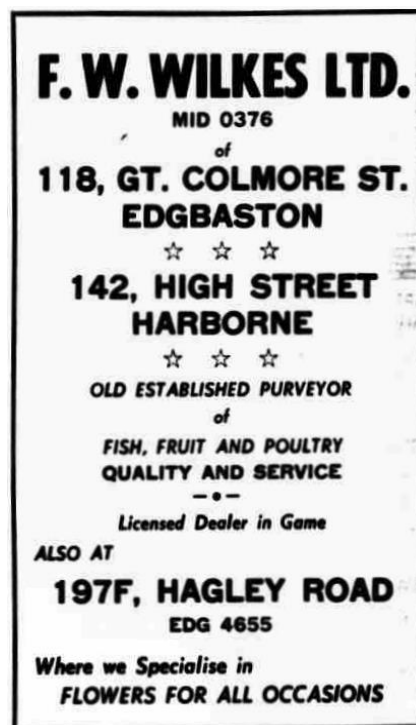 F. W. WILKES LTD.
MID 0376
of
118, GT. COLMORE ST.
EDGBASTON
☆ ☆ ☆
142, HIGH STREET
HARBORNE
☆ ☆ ☆
OLD ESTABLISHED PURVEYOR
of
FISH, FRUIT AND POULTRY
QUALITY AND SERVICE
—•—
Licensed Dealer in Game
ALSO AT
197F, HAGLEY ROAD
EDG 4655
Where we Specialise in
FLOWERS FOR ALL OCCASIONS